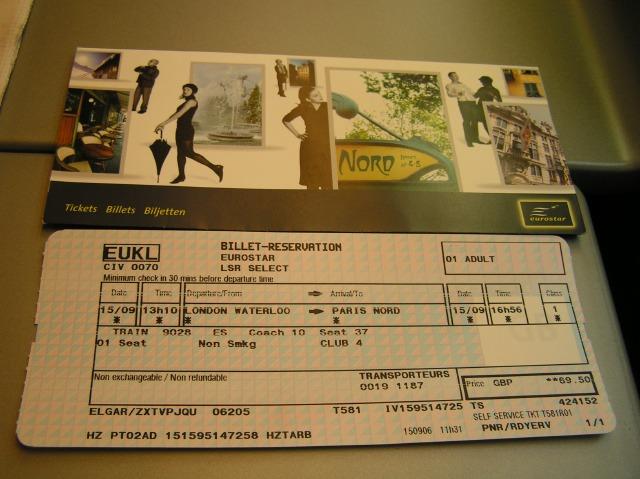 NORD
Tickets Billets Biljetten
eurostar
EUKL BILLET-RESERVATION
CIV 0070 EUROSTAR 01 ADULT
LSR SELECT
Minimum check in 30 mins before departure time
Date Time Departure/From Arrival/To Date Time Class
15/09 13h10 LONDON WATERLOO PARIS NORD 15/09 16h56 1
* * * * * * *
TRAIN 9028 ES Coach 10 Seat 37
01 Seat Non Smkg CLUB 4
Non exchangeable / Non refundable TRANSPORTEURS Price GBP **69.50
0019 1187
ELGAR/ZXTVPJQU 06205 T581 IV159514725 TS 424152
SELF SERVICE TKT T581R01
HZ PT02AD 151595147258 HZTARB 150906 11h31 PNR/RDYERV 1/1